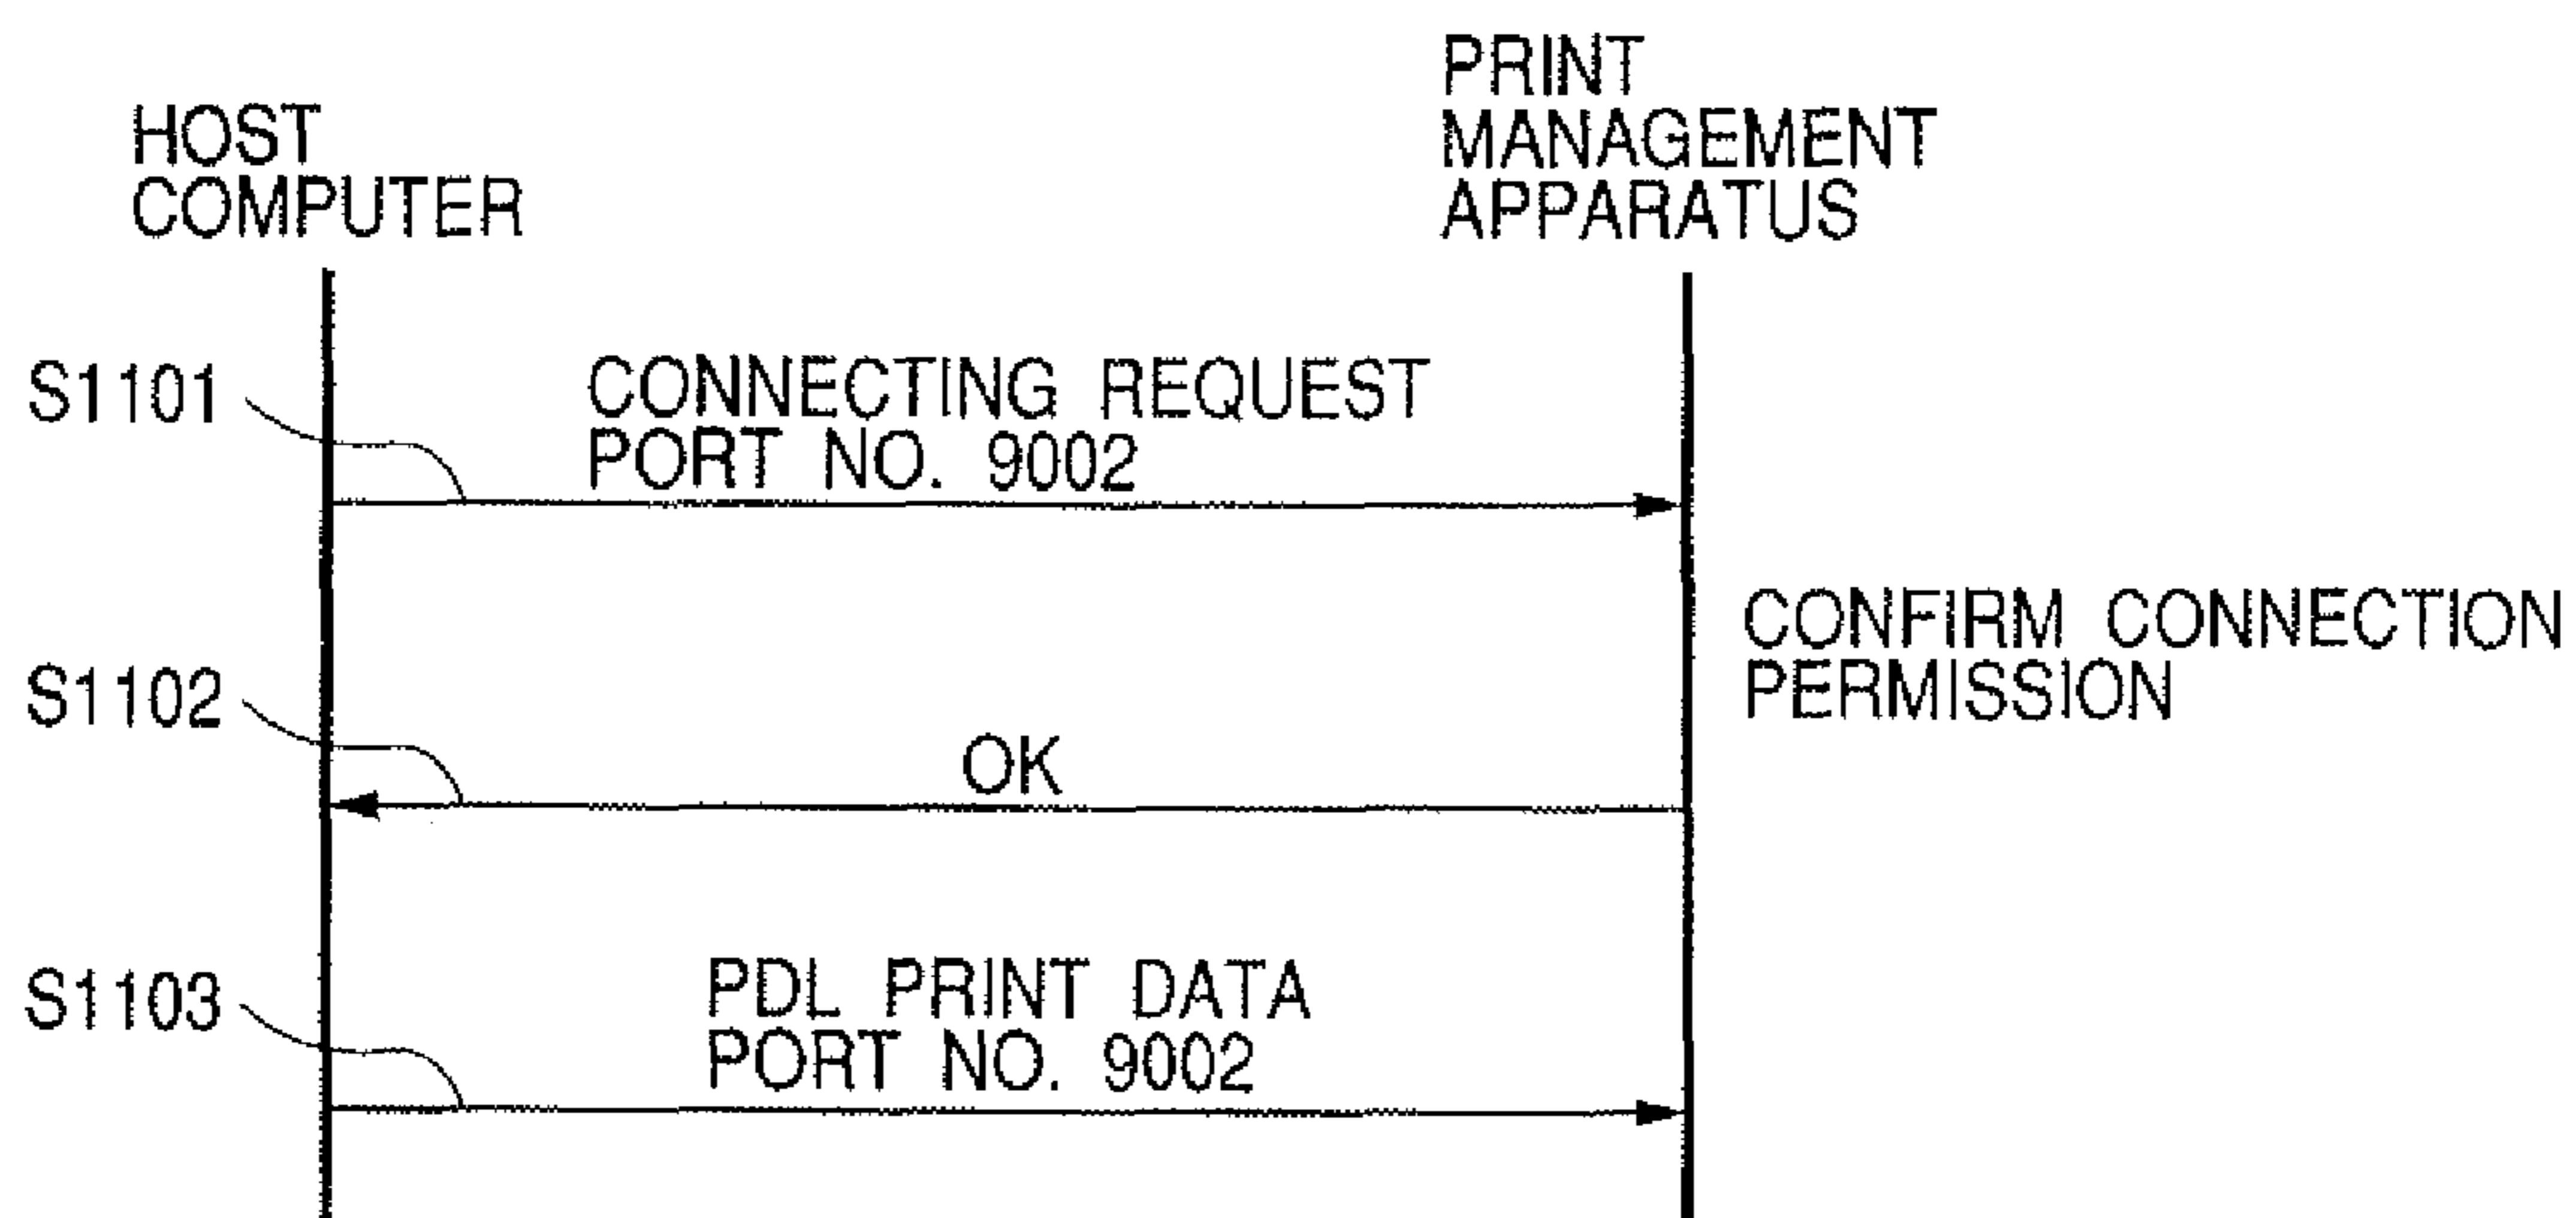 HOST
COMPUTER
PRINT
MANAGEMENT
APPARATUS
S1101
CONNECTING REQUEST
PORT NO. 9002
CONFIRM CONNECTION
PERMISSION
S1102
OK
S1103
PDL PRINT DATA
PORT NO. 9002